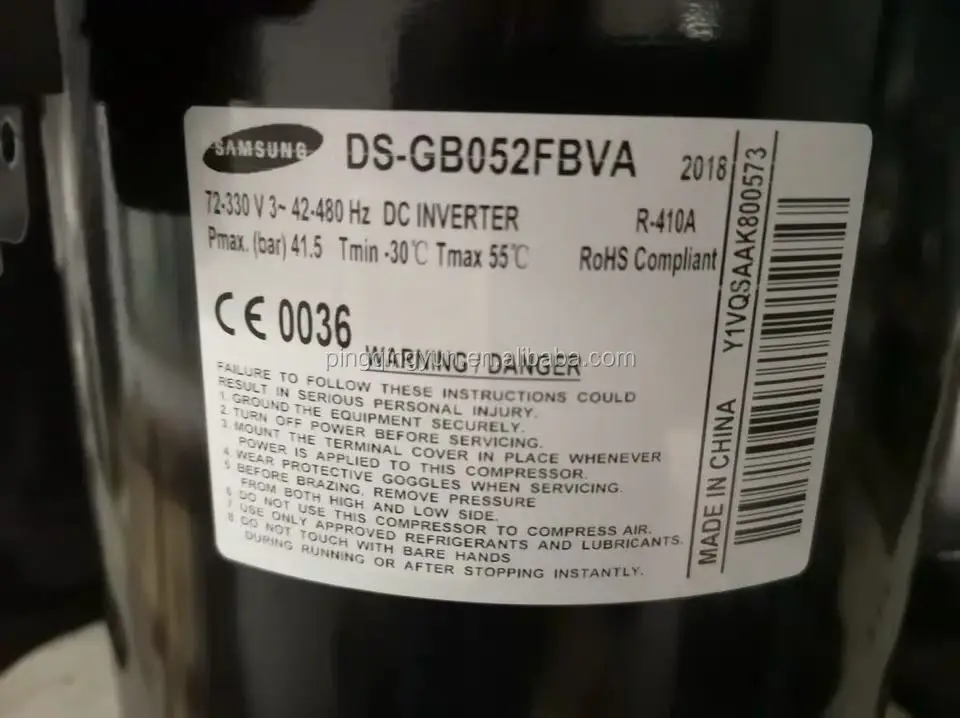 SAMSUNG DS-GB052FBVA 2018
72-330 V 3~ 42-480 Hz DC INVERTER R-410A
Pmax. (bar) 41.5 Tmin -30℃ Tmax 55℃ RoHS Compliant
CE 0036
WARNING / DANGER
pingqingyun.en.alibaba.com
FAILURE TO FOLLOW THESE INSTRUCTIONS COULD
RESULT IN SERIOUS PERSONAL INJURY.
1. GROUND THE EQUIPMENT SECURELY.
2. TURN OFF POWER BEFORE SERVICING.
3. MOUNT THE TERMINAL COVER IN PLACE WHENEVER
POWER IS APPLIED TO THIS COMPRESSOR.
4. WEAR PROTECTIVE GOGGLES WHEN SERVICING.
5. BEFORE BRAZING, REMOVE PRESSURE
FROM BOTH HIGH AND LOW SIDE.
6. DO NOT USE THIS COMPRESSOR TO COMPRESS AIR.
7. USE ONLY APPROVED REFRIGERANTS AND LUBRICANTS.
8. DO NOT TOUCH WITH BARE HANDS
DURING RUNNING OR AFTER STOPPING INSTANTLY.
MADE IN CHINA Y1VQSAAK800573